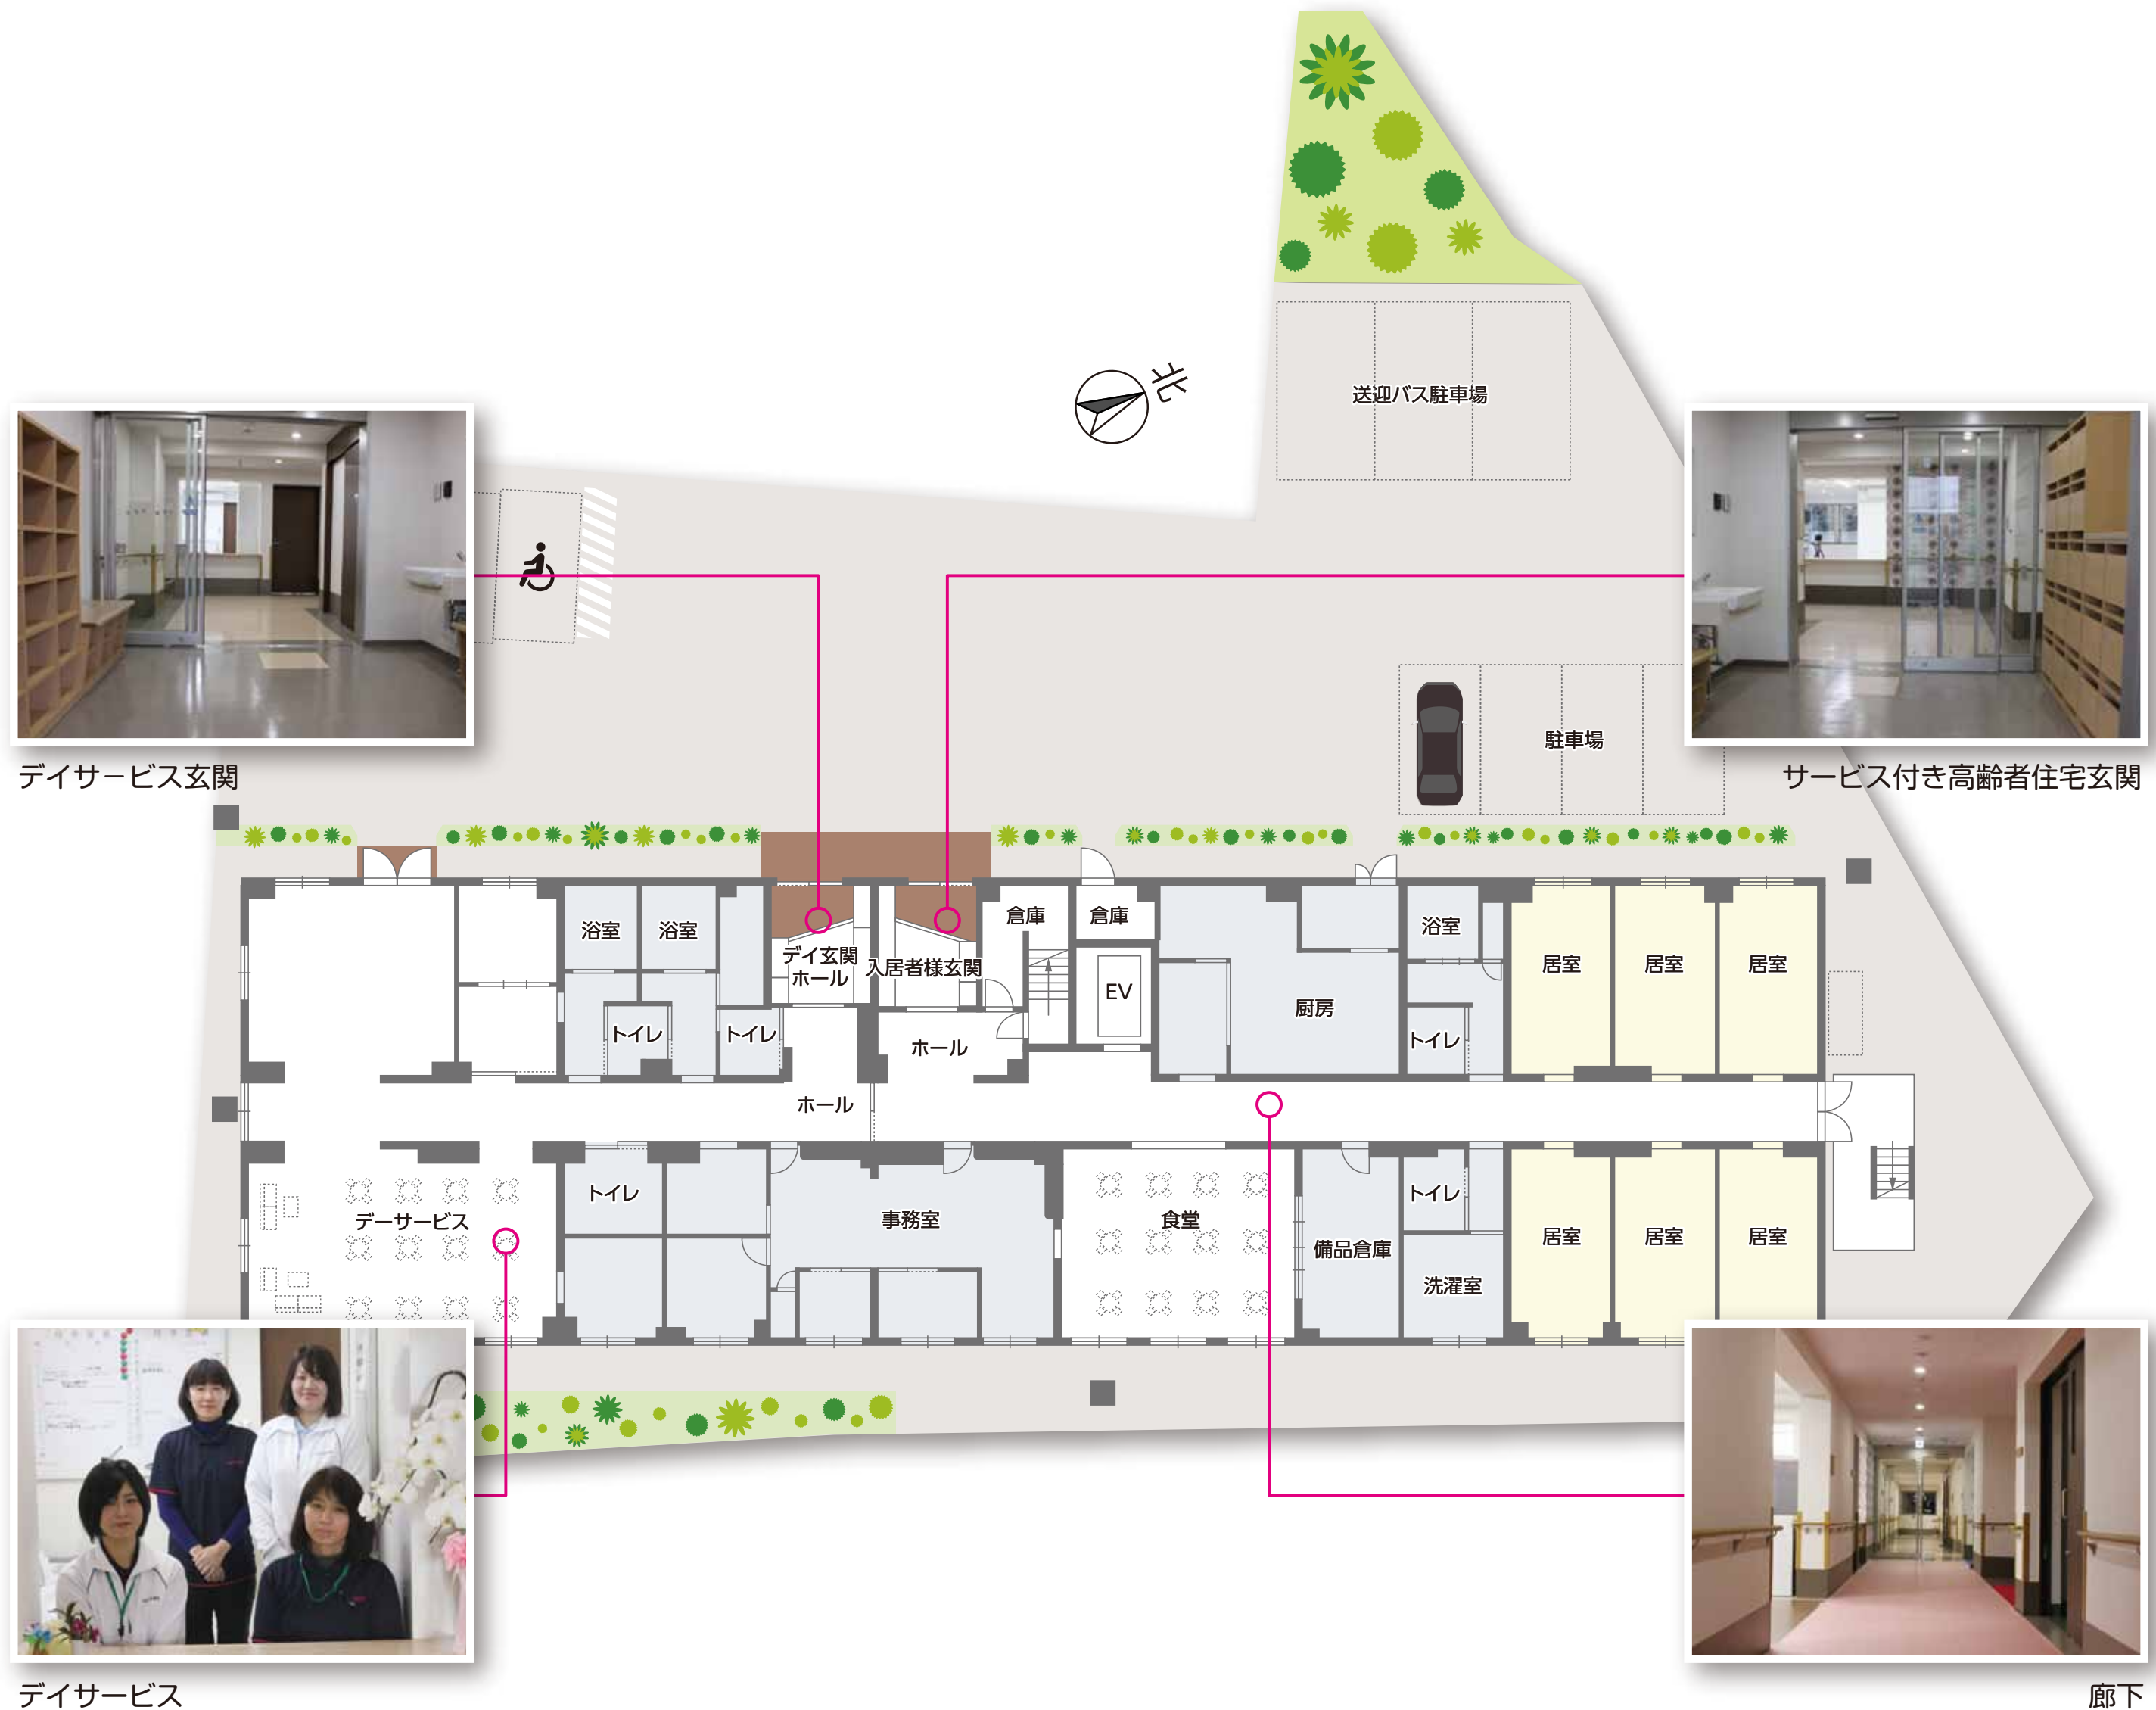 北
送迎バス駐車場
駐車場
デイサービス玄関
サービス付き高齢者住宅玄関
浴室
浴室
デイ玄関
ホール
入居者様玄関
倉庫
倉庫
EV
厨房
浴室
居室
居室
居室
トイレ
トイレ
トイレ
ホール
ホール
トイレ
デーサービス
事務室
食堂
備品倉庫
トイレ
洗濯室
居室
居室
居室
デイサービス
廊下